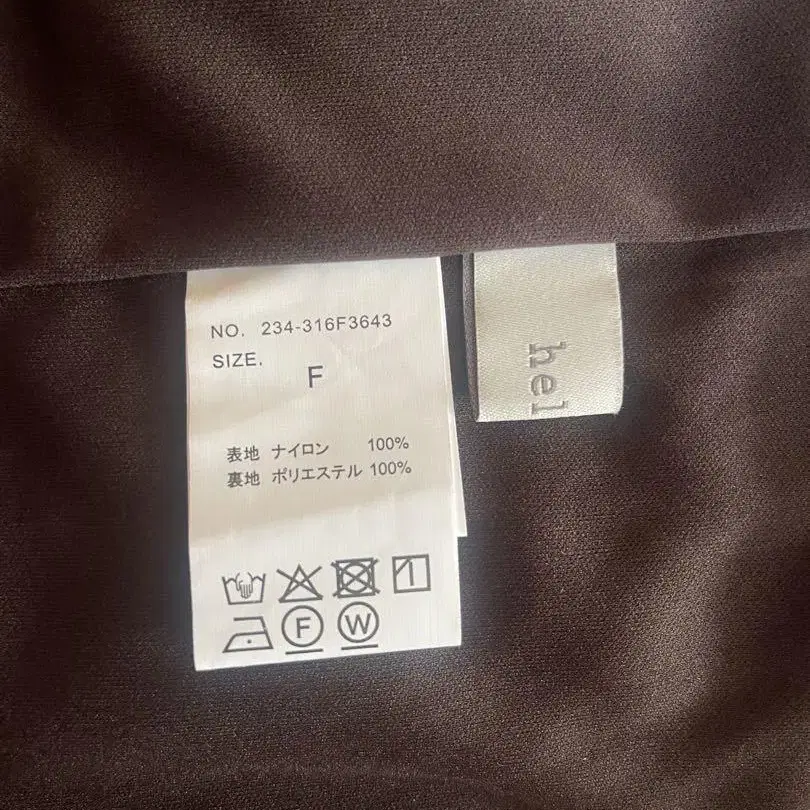 NO. 234-316F3643
SIZE.
F
表地 ナイロン 100%
裏地 ポリエステル 100%
F W
hel